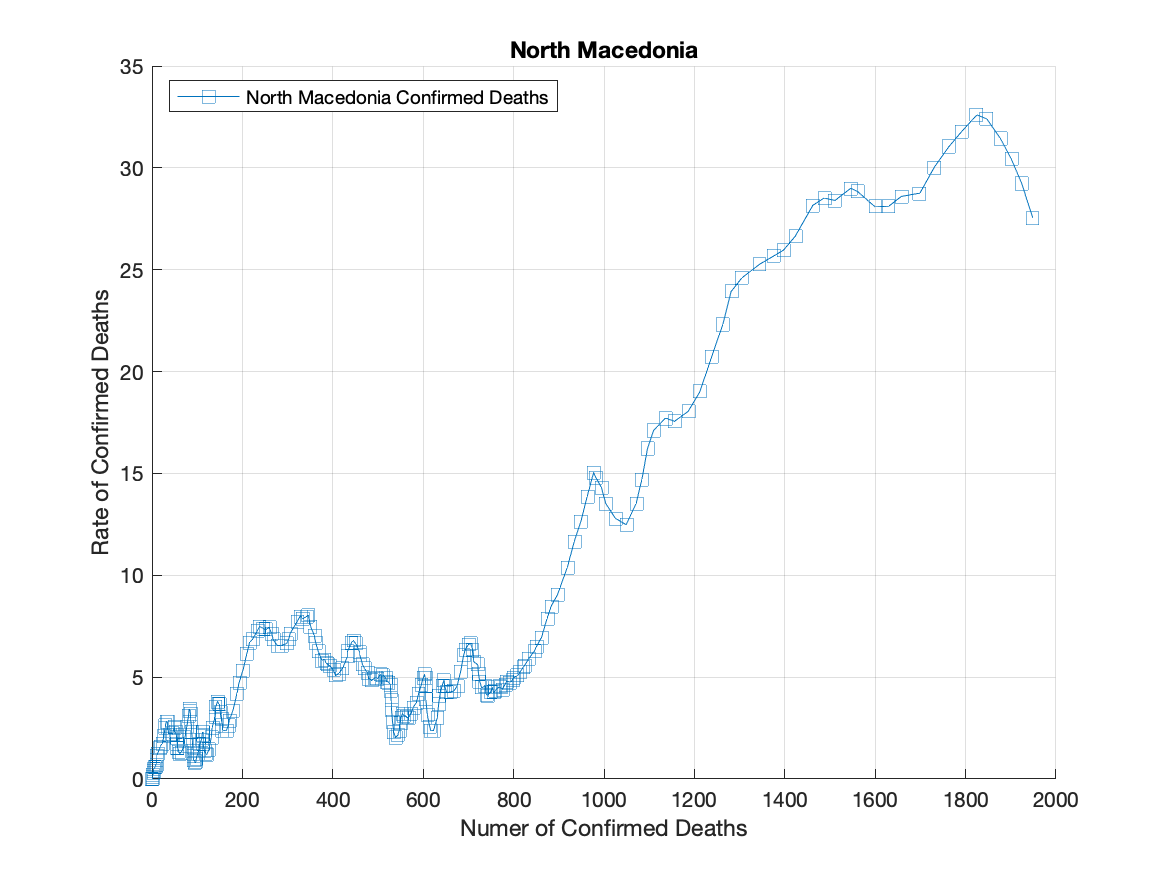 North Macedonia
North Macedonia Confirmed Deaths
Rate of Confirmed Deaths
35
30
25
20
15
10
5
0
0 200 400 600 800 1000 1200 1400 1600 1800 2000
Numer of Confirmed Deaths